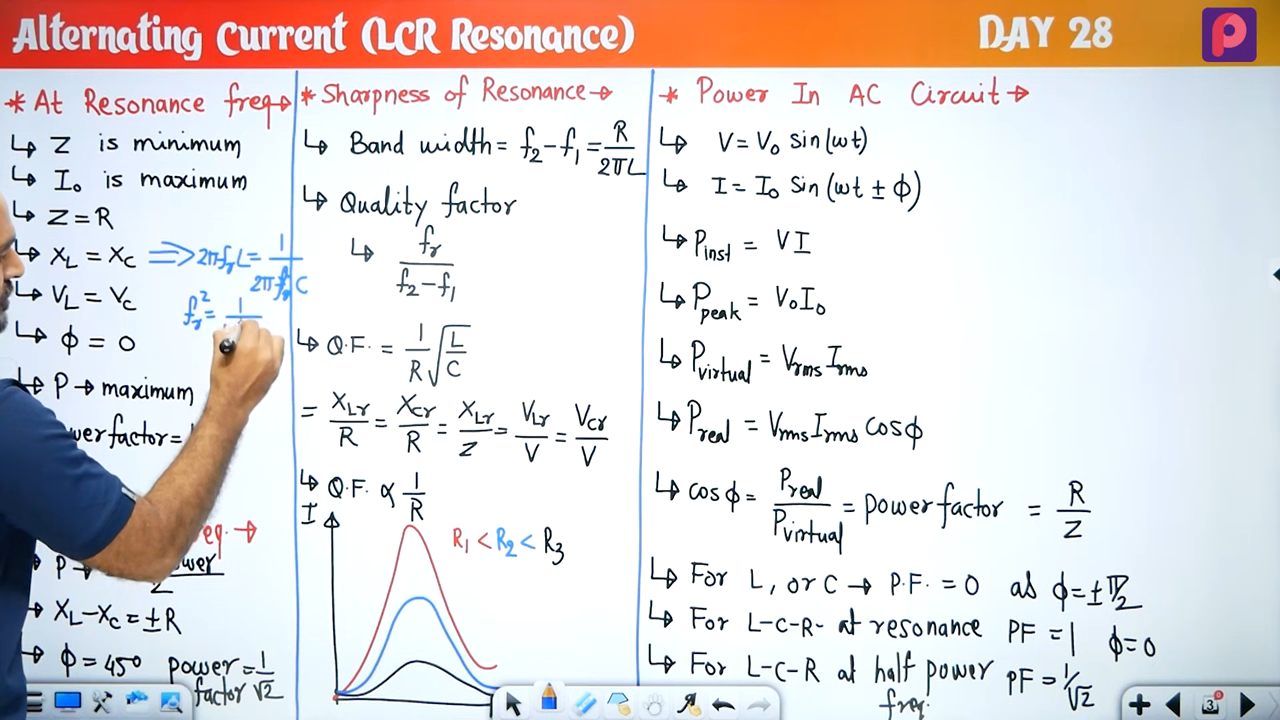 Alternating Current (LCR Resonance)
DAY 28
* At Resonance freq→
↳ Z is minimum
↳ I₀ is maximum
↳ Z = R
↳ X_L = X_C ⇒ 2πf_rL = 1/(2πf_rC)
↳ V_L = V_C
f_r² = 1/
↳ ϕ = 0
↳ P → maximum
factor =
req. →
P →
2
↳ X_L − X_C = ± R
↳ ϕ = 45° power factor = 1/√2
* Sharpness of Resonance→
↳ Band width = f₂ − f₁ = R/(2πL)
↳ Quality factor
↳ f_r/(f₂ − f₁)
↳ Q.F. = 1/R √(L/C)
= X_Lr/R = X_Cr/R = X_Lr/Z = V_Lr/V = V_Cr/V
↳ Q.F. ∝ 1/R
I
R₁ < R₂ < R₃
* Power In AC Circuit→
↳ V = V₀ sin(ωt)
↳ I = I₀ Sin(ωt ± ϕ)
↳ P_inst = VI
↳ P_peak = V₀I₀
↳ P_virtual = V_rms I_rms
↳ P_real = V_rms I_rms cosϕ
↳ cosϕ = P_real/P_virtual = power factor = R/Z
↳ For L, or C → P.F. = 0 as ϕ = ±π/2
↳ For L-C-R- at resonance PF = 1 ϕ = 0
↳ For L-C-R at half power freq. PF = 1/√2